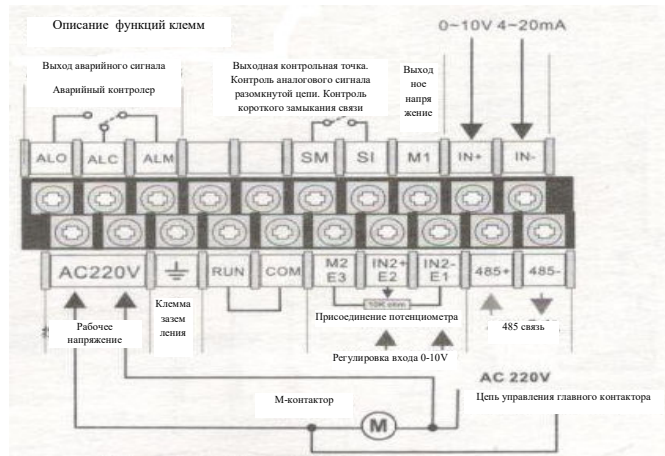 Описание функций клемм
0~10V 4~20mA
Выход аварийного сигнала
Аварийный контролер
Выходная контрольная точка.
Контроль аналогового сигнала
разомкнутой цепи. Контроль
короткого замыкания связи
Выход
ное
напря
жение
ALO ALC ALM SM SI M1 IN+ IN-
AC220V RUN COM M2 E3 IN2+ E2 IN2- E1 485+ 485-
10K ohm
Рабочее
напряжение
Клемма
зазем
ления
Присоединение потенциометра
485 связь
Регулировка входа 0-10V
AC 220V
М-контактор
Цепь управления главного контактора
M